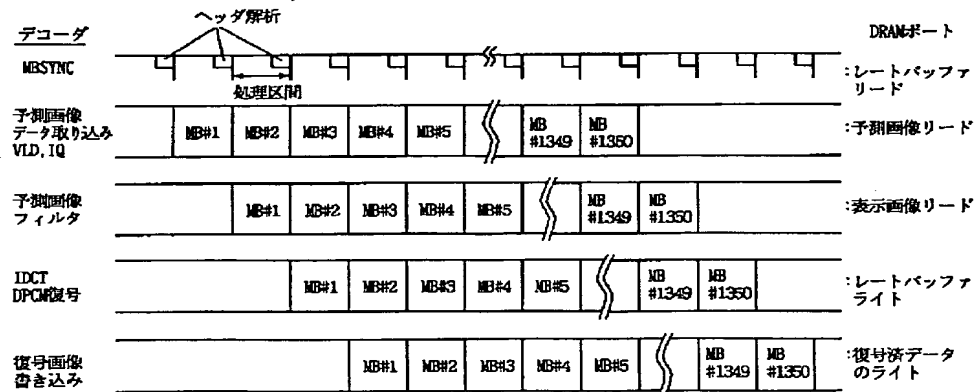 ヘッダ解析
デコーダ
DRAMポート
MBSYNC
:レートバッファ
リード
処理区間
予測画像
データ取り込み
VLD, IQ
MB#1 MB#2 MB#3 MB#4 MB#5 MB #1349 MB #1350
:予測画像リード
予測画像
フィルタ
MB#1 MB#2 MB#3 MB#4 MB#5 MB #1349 MB #1350
:表示画像リード
IDCT
DPCM復号
MB#1 MB#2 MB#3 MB#4 MB#5 MB #1349 MB #1350
:レートバッファ
ライト
復号画像
書き込み
MB#1 MB#2 MB#3 MB#4 MB#5 MB #1349 MB #1350
:復号済データ
のライト